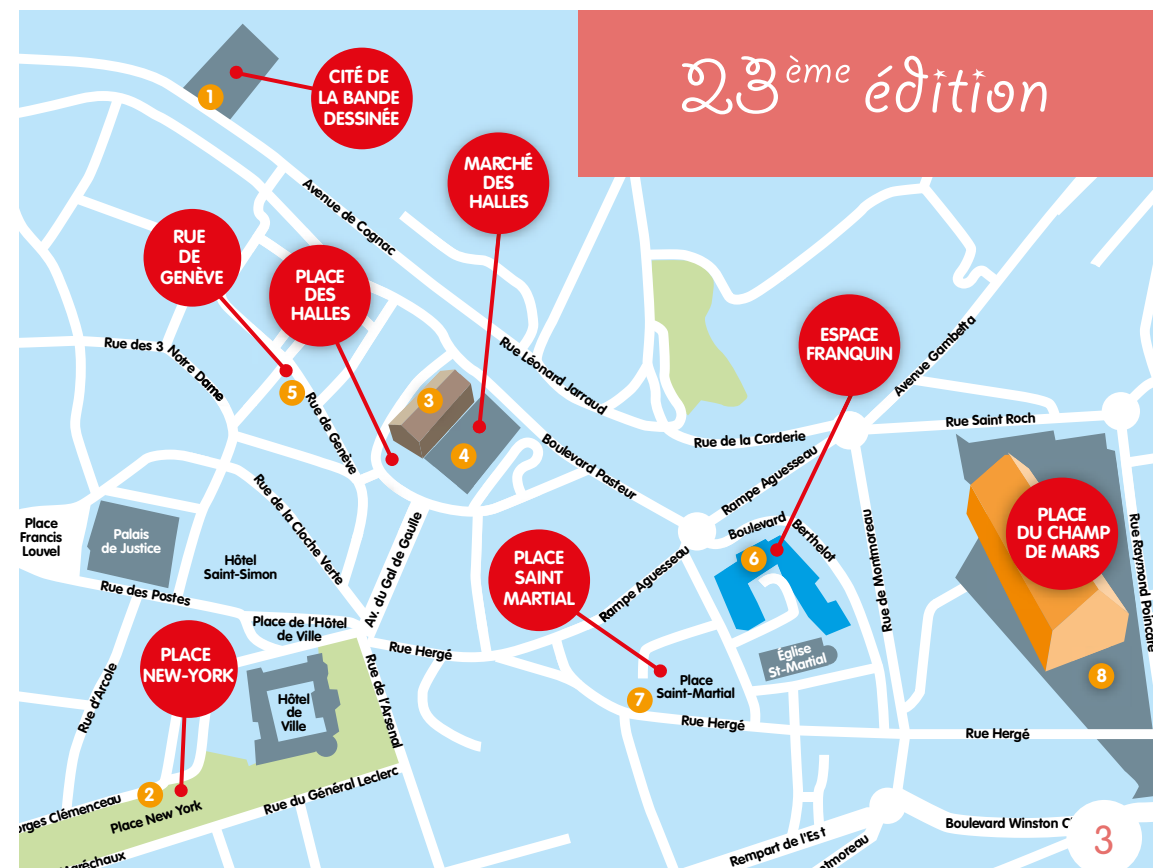 23ème édition
1
CITÉ DE
LA BANDE
DESSINÉE
MARCHÉ
DES
HALLES
Avenue de Cognac
RUE
DE
GENÈVE
PLACE
DES
HALLES
ESPACE
FRANQUIN
Avenue Gambetta
Rue des 3 Notre Dame
Rue Léonard Jarraud
5
Rue de Genève
3
4
Rue de la Corderie
Rue Saint Roch
Boulevard Pasteur
Rampe Aguesseau
Rue de la Cloche Verte
Place
Francis
Louvel
Palais
de Justice
Hôtel
Saint-Simon
Av. du Gal de Gaulle
Boulevard Berthelot
6
Rue de Montmoreau
PLACE
DU CHAMP
DE MARS
Rue Raymond Poincaré
PLACE
SAINT
MARTIAL
Rampe Aguesseau
Rue des Postes
Place de l'Hôtel
de Ville
Rue Hergé
Église
St-Martial
PLACE
NEW-YORK
Rue d'Arcole
Hôtel
de
Ville
Rue de l'Arsenal
7
Place
Saint-Martial
8
Rue Hergé
Rue Hergé
2
orges Clémenceau
Place New York
Rue du Général Leclerc
Maréchaux
Rempart de l'Est
ntmoreau
Boulevard Winston C
3